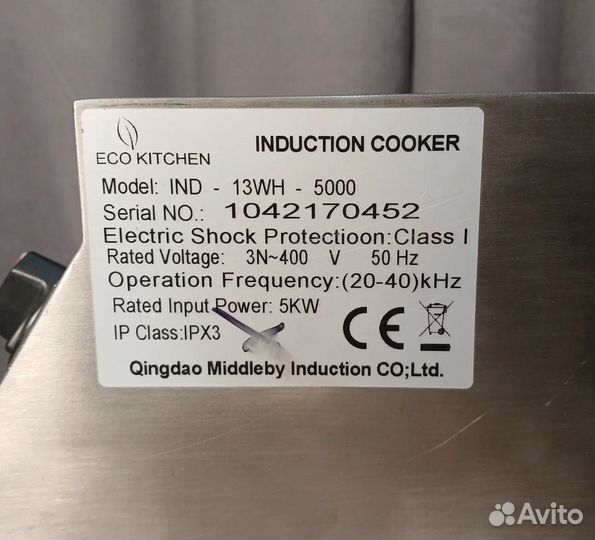 ECO KITCHEN
INDUCTION COOKER
Model: IND - 13WH - 5000
Serial NO.: 1042170452
Electric Shock Protectioon:Class I
Rated Voltage: 3N~400 V 50 Hz
Operation Frequency:(20-40)kHz
Rated Input Power: 5KW
IP Class:IPX3
CE
Qingdao Middleby Induction CO;Ltd.
Avito